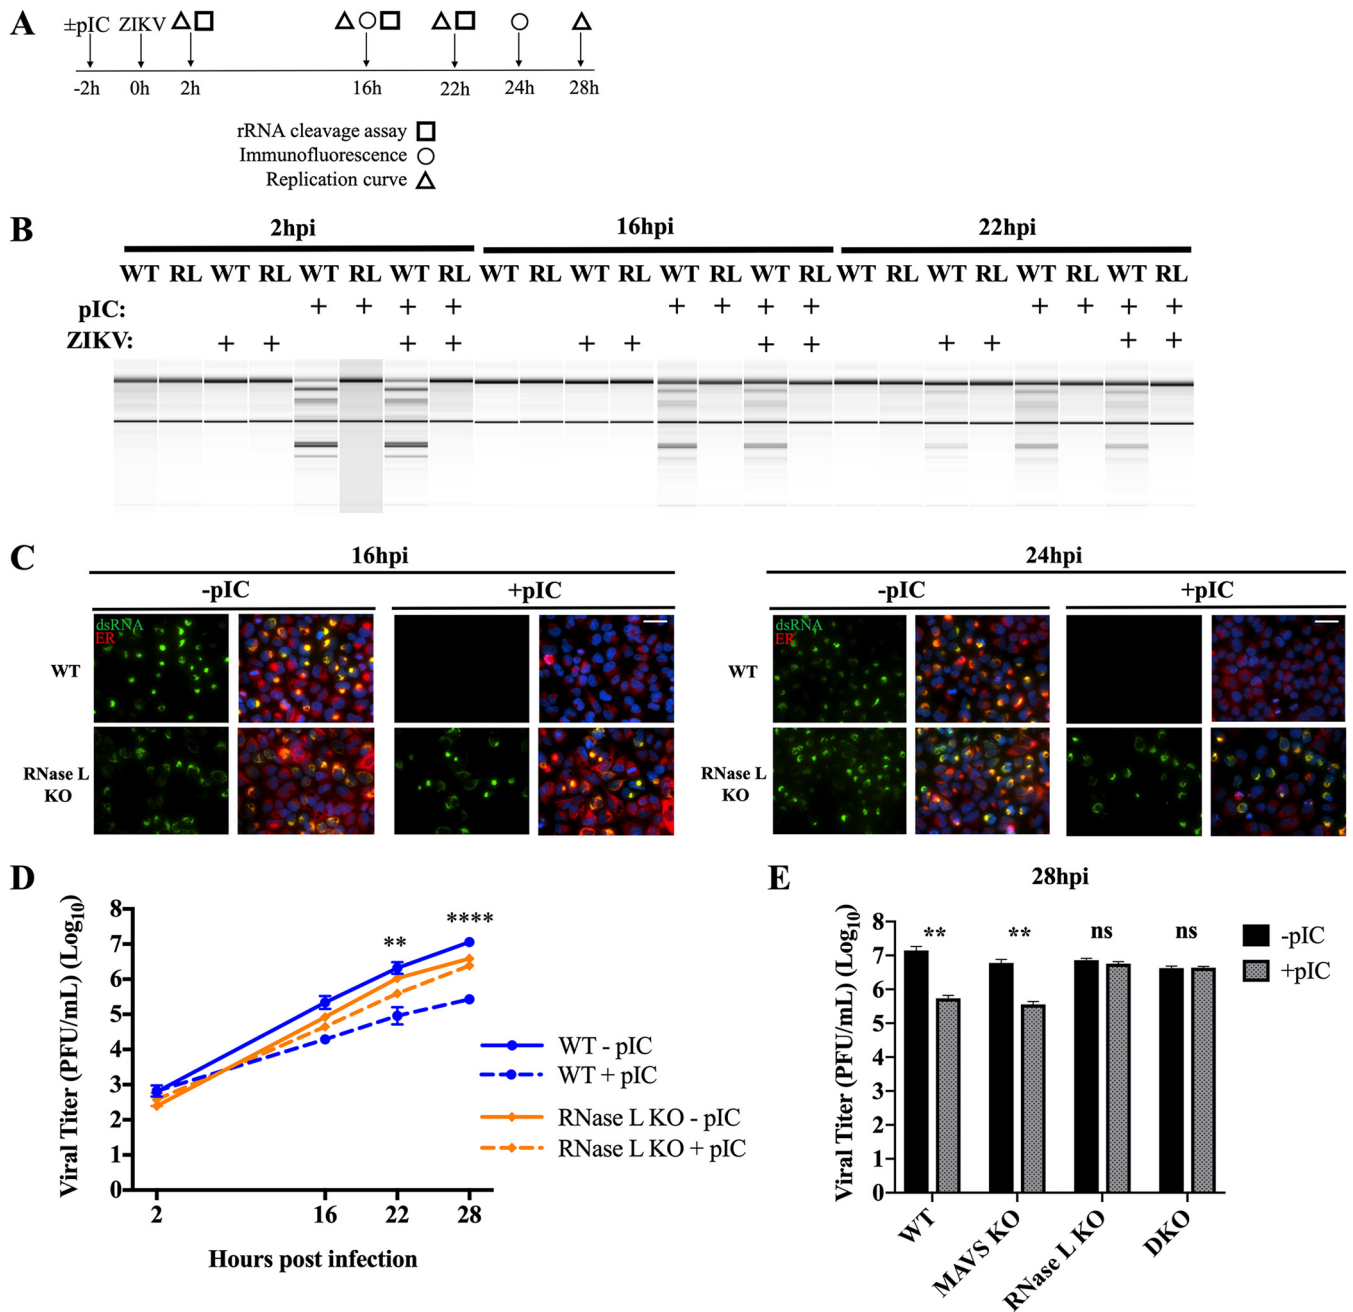 A
±pIC ZIKV
-2h 0h 2h 16h 22h 24h 28h
rRNA cleavage assay
Immunofluorescence
Replication curve
B
2hpi 16hpi 22hpi
WT RL WT RL WT RL WT RL WT RL WT RL WT RL WT RL WT RL WT RL WT RL WT RL
pIC: + + + + + + + + + + + +
ZIKV: + + + + + + + + + + + +
C
16hpi 24hpi
-pIC +pIC -pIC +pIC
dsRNA
ER
dsRNA
ER
WT WT
RNase L
KO
RNase L
KO
D
Viral Titer (PFU/mL) (Log10)
8
7
6
5
4
3
2
1
0
** ****
2 16 22 28
Hours post infection
WT - pIC
WT + pIC
RNase L KO - pIC
RNase L KO + pIC
E
28hpi
Viral Titer (PFU/mL) (Log10)
8
7
6
5
4
3
2
1
0
** ** ns ns
WT MAVS KO RNase L KO DKO
-pIC
+pIC